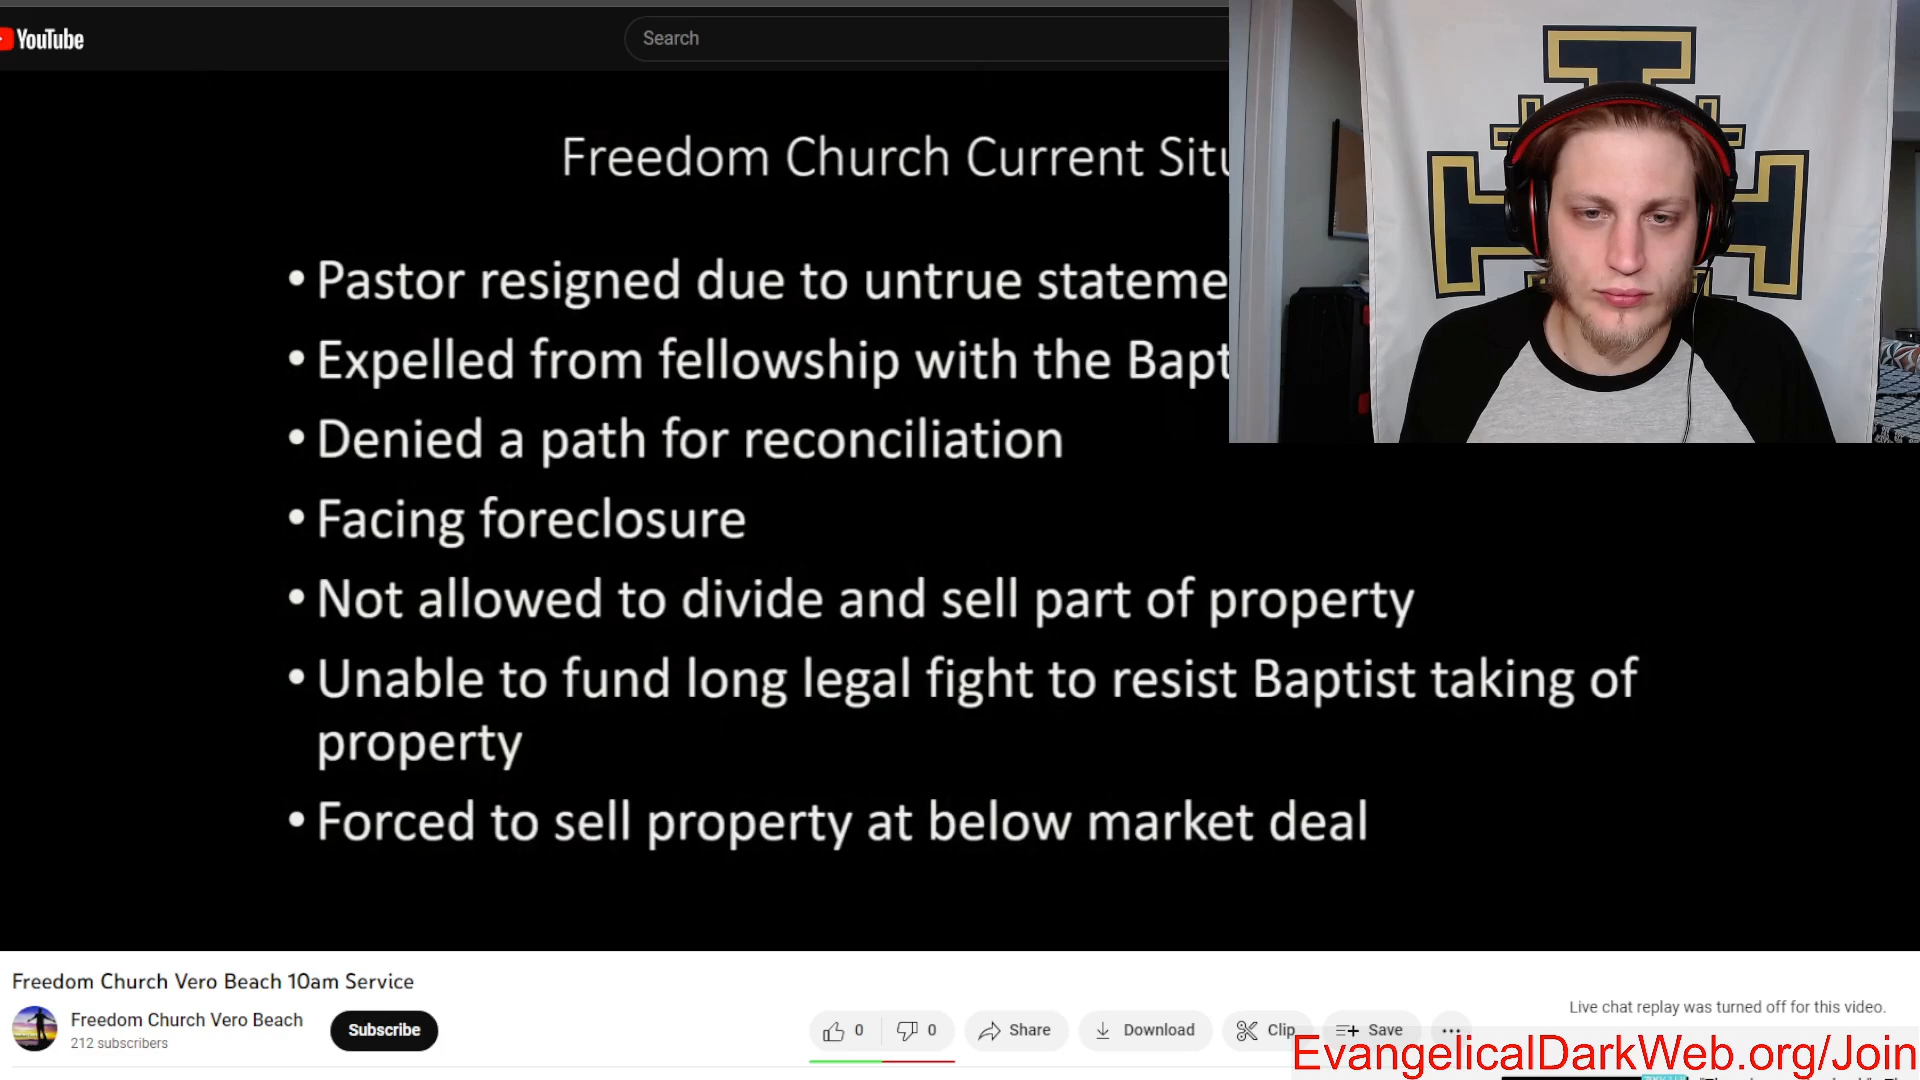 YouTube
Search
Freedom Church Current Situ
• Pastor resigned due to untrue stateme
• Expelled from fellowship with the Bapt
• Denied a path for reconciliation
• Facing foreclosure
• Not allowed to divide and sell part of property
• Unable to fund long legal fight to resist Baptist taking of
property
• Forced to sell property at below market deal
Freedom Church Vero Beach 10am Service
Freedom Church Vero Beach
212 subscribers
Subscribe
0
0
Share
Download
Clip
Save
Live chat replay was turned off for this video.
EvangelicalDarkWeb.org/Join